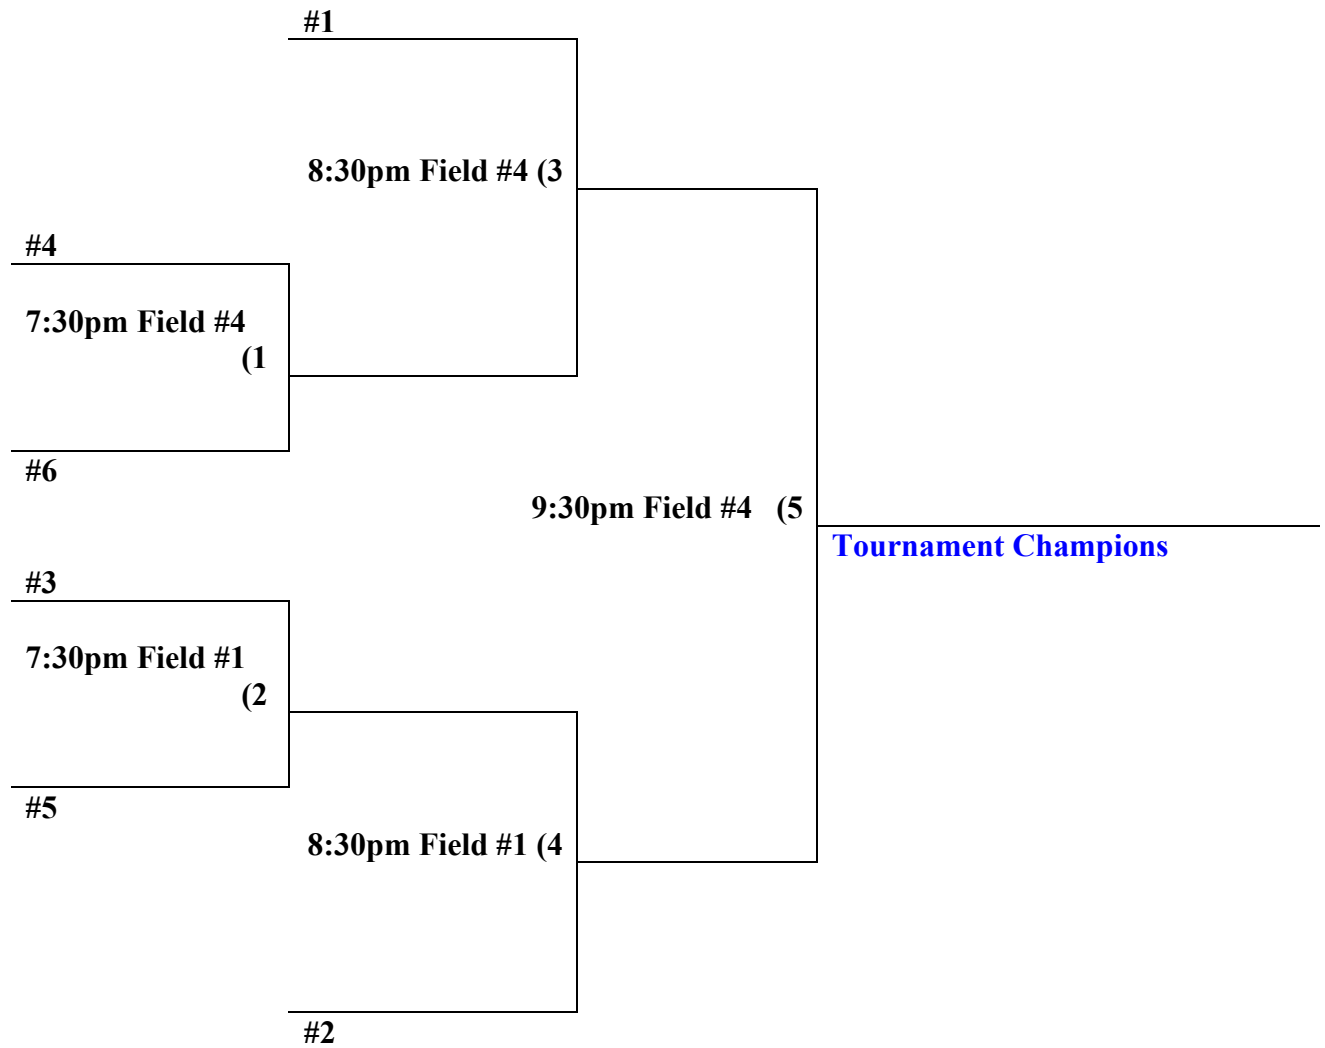 #1
8:30pm Field #4 (3
#4
7:30pm Field #4
(1
#6
9:30pm Field #4 (5
Tournament Champions
#3
7:30pm Field #1
(2
#5
8:30pm Field #1 (4
#2